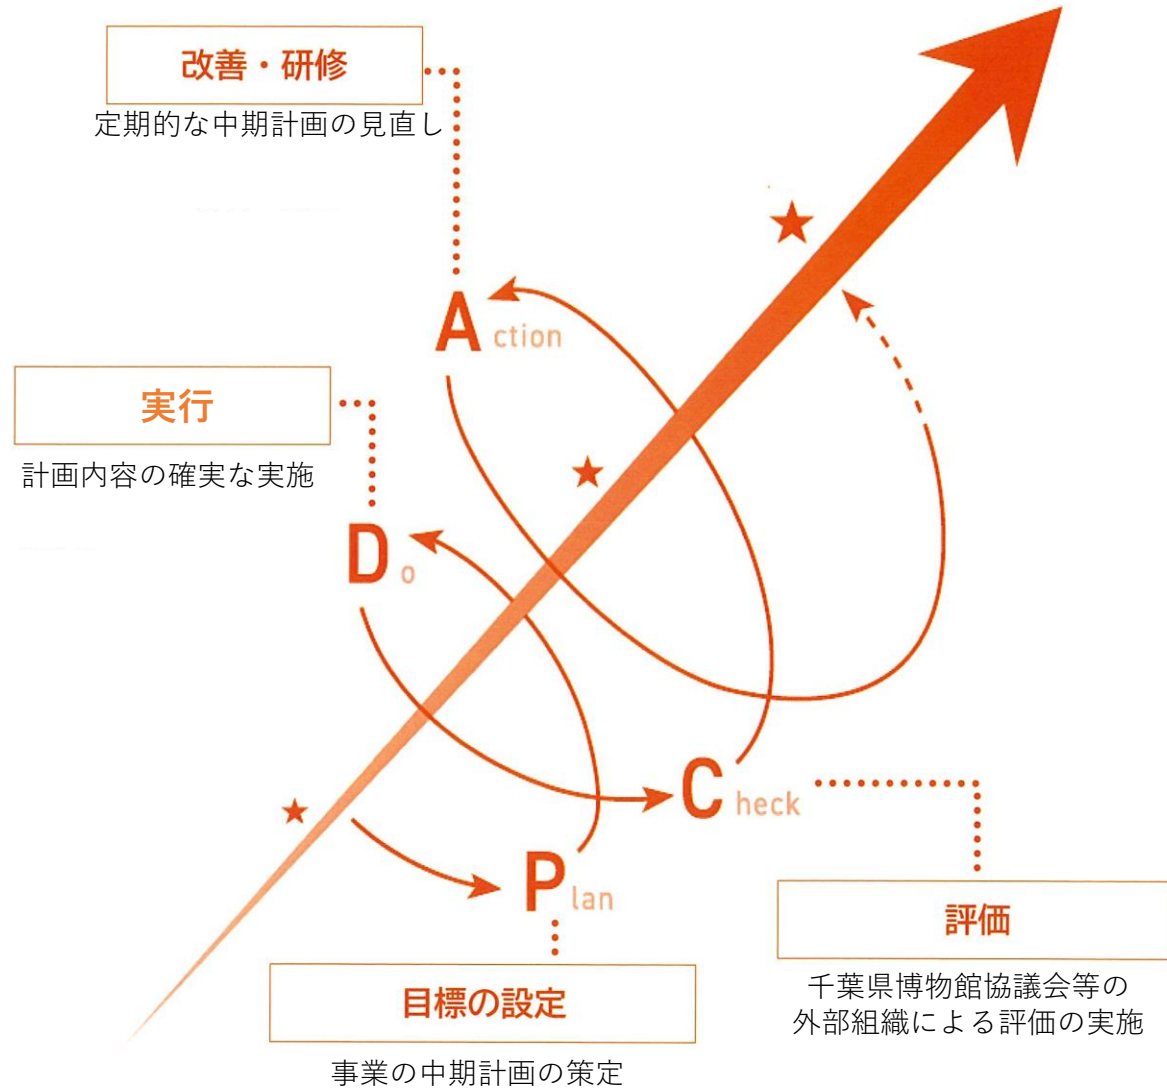 改善・研修
定期的な中期計画の見直し
Action
実行
計画内容の確実な実施
Do
Check
Plan
評価
千葉県博物館協議会等の
外部組織による評価の実施
目標の設定
事業の中期計画の策定